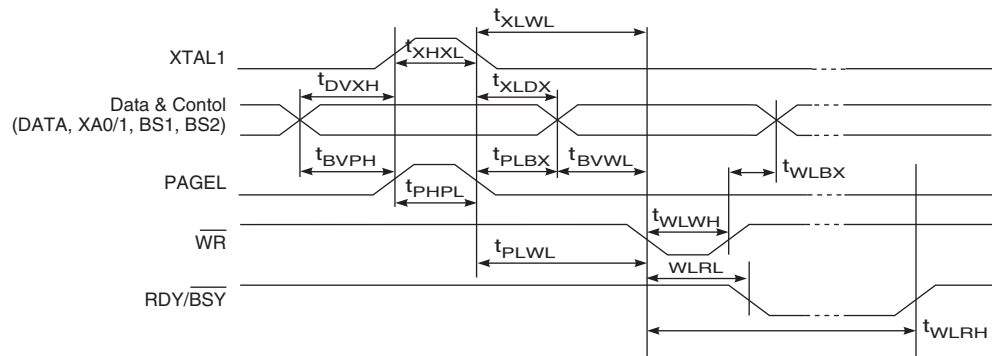 tXLWL
XTAL1
tXHXL
tDVXH
tXLDX
Data & Contol
(DATA, XA0/1, BS1, BS2)
tBVPH
tPLBX
tBVWL
tWLBX
PAGEL
tPHPL
tWLWH
WR
tPLWL
WLRL
RDY/BSY
tWLRH